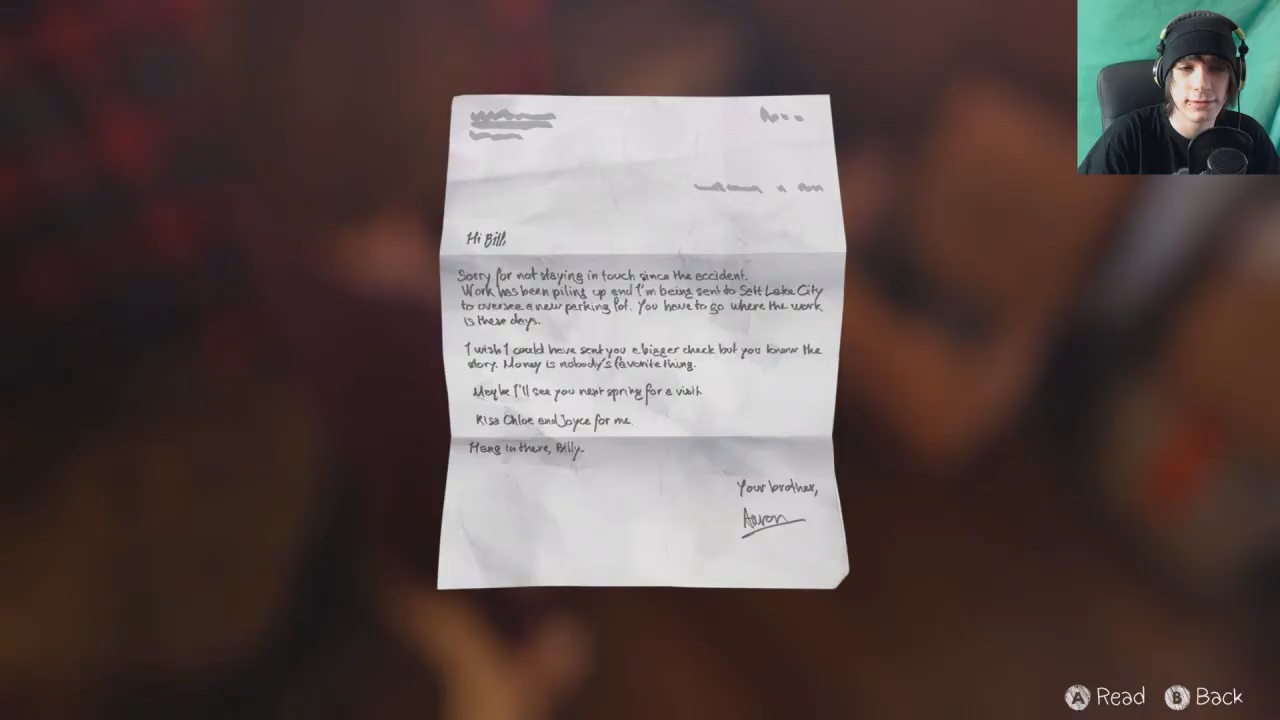 Hi Bill,
Sorry for not staying in touch since the accident.
Work has been piling up and I'm being sent to Salt Lake City
to oversee a new parking lot. You have to go where the work
is these days.
I wish I could have sent you a bigger check but you know the
story. Money is nobody's favorite thing.
Maybe I'll see you next spring for a visit.
Kiss Chloe and Joyce for me.
Hang in there, Billy.
Your brother,
Aaron
A Read B Back